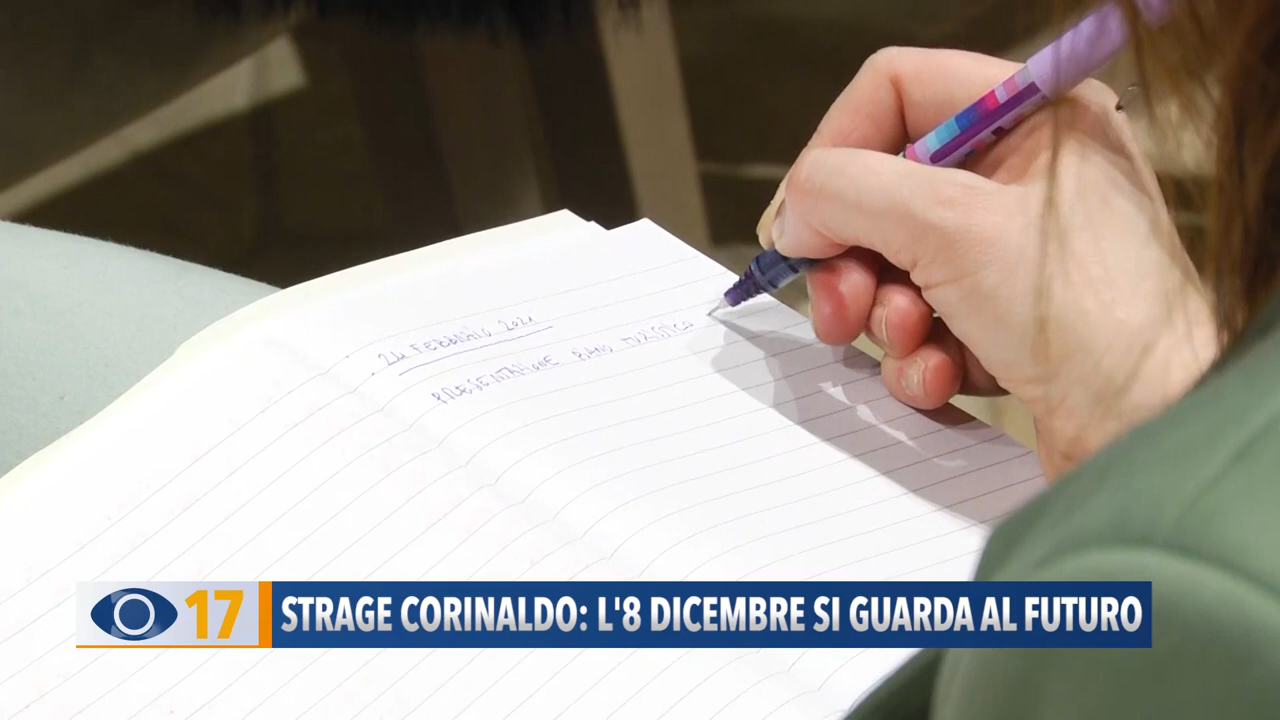 24 FEBBRAIO 2021
PRESENTAZIONE PIANO TURISTICO
17
STRAGE CORINALDO: L'8 DICEMBRE SI GUARDA AL FUTURO